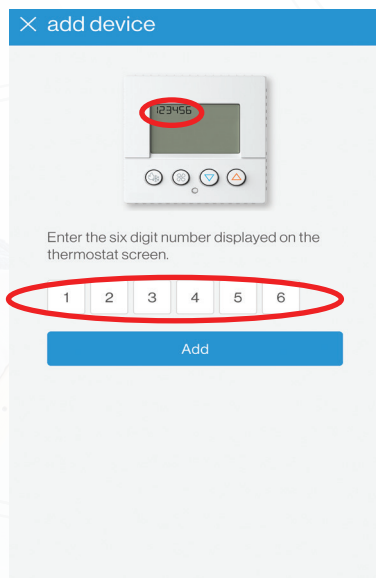 add device
123456
Enter the six digit number displayed on the
thermostat screen.
1 2 3 4 5 6
Add